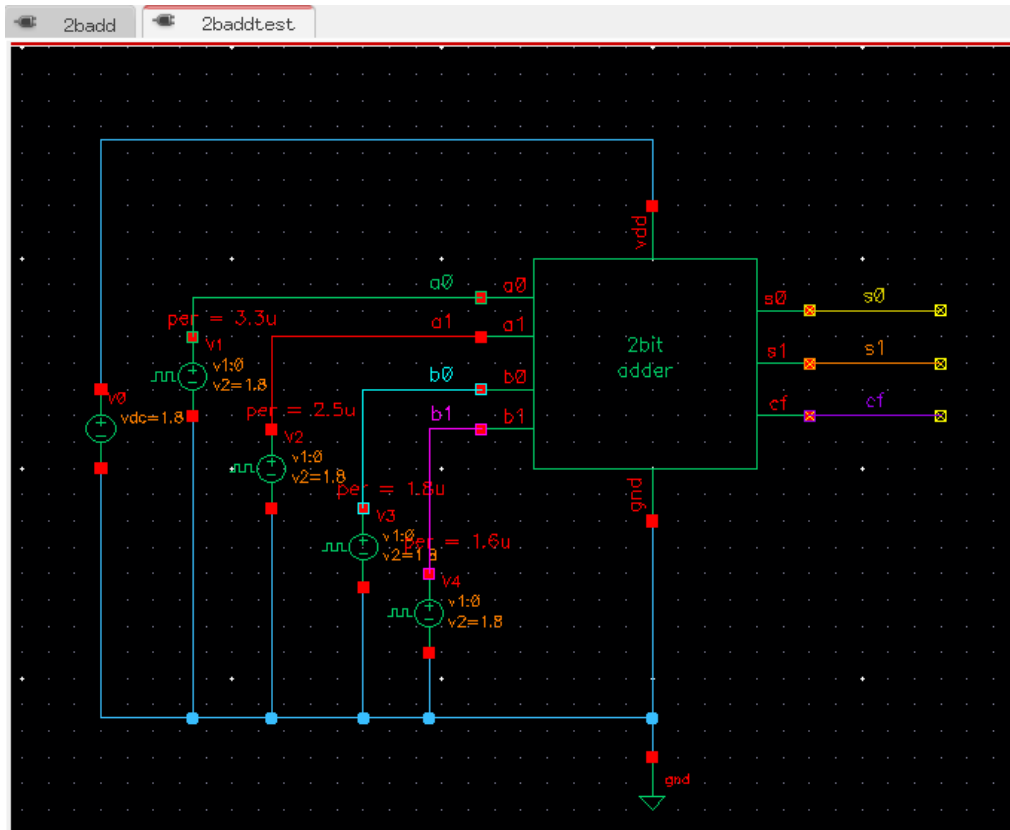 2badd
2baddtest
vdd
a0 a0
per = 3.3u
a1 a1
V1
v1:0
v2=1.8
b0 b0
b1 b1
2bit
adder
s0 s0
s1 s1
cf cf
v0
vdc=1.8
per = 2.5u
V2
v1:0
v2=1.8
per = 1.8u
V3
v1:0
gnd
per = 1.6u
V4
v1:0
v2=1.8
gnd